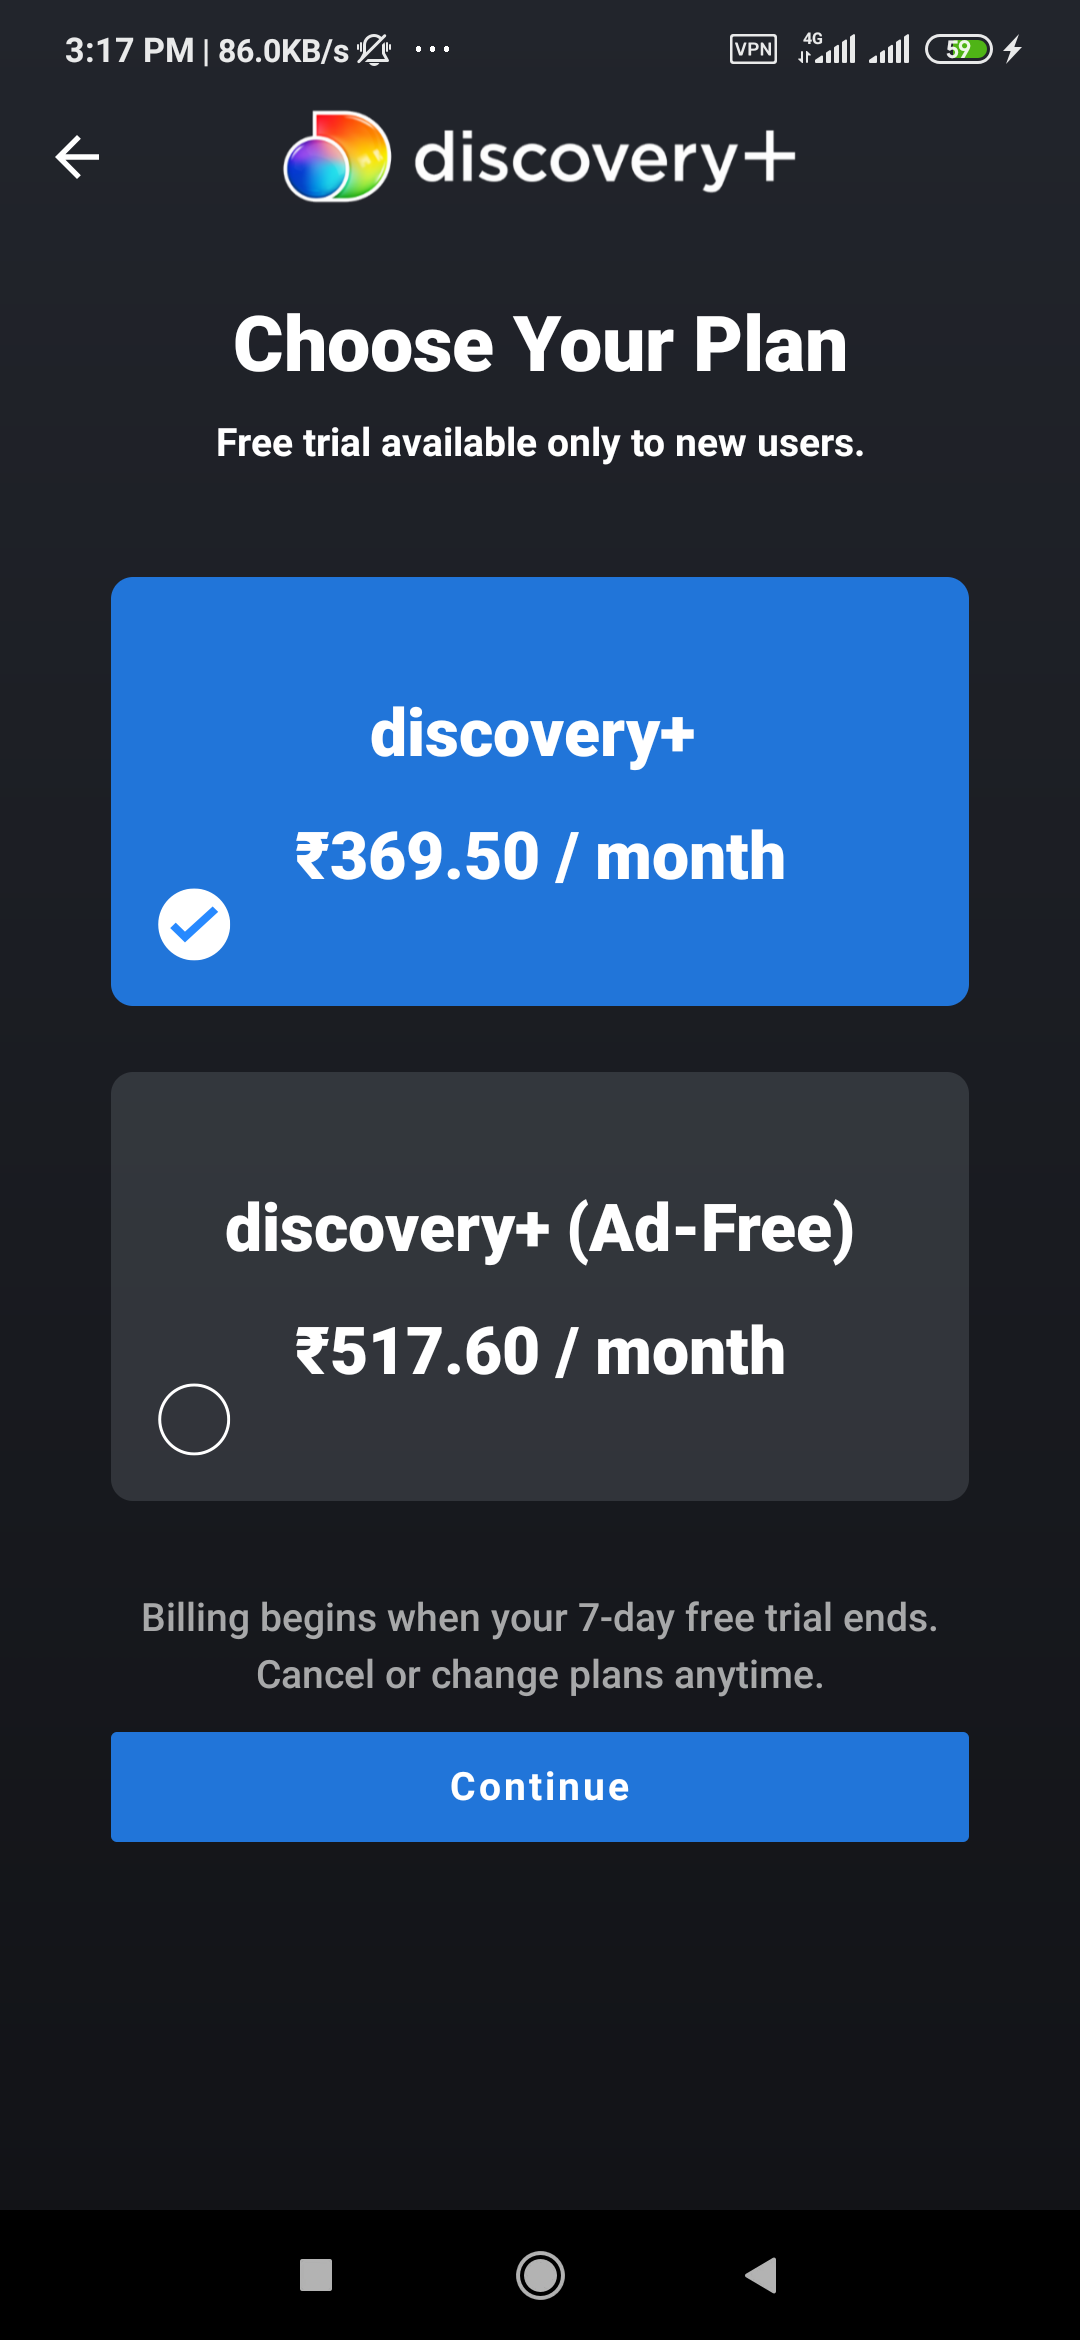 3:17 PM | 86.0KB/s ... VPN 4G 59
discovery+
Choose Your Plan
Free trial available only to new users.
discovery+
₹369.50 / month
discovery+ (Ad-Free)
₹517.60 / month
Billing begins when your 7-day free trial ends.
Cancel or change plans anytime.
Continue